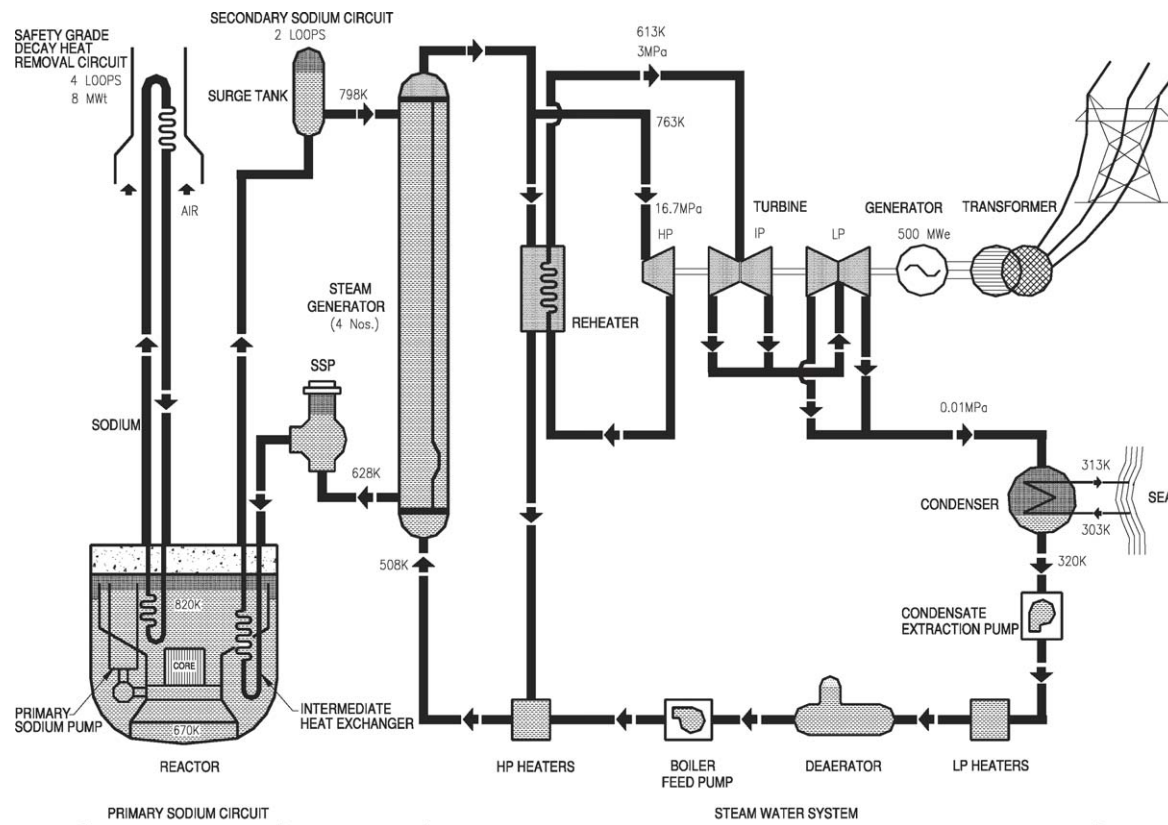 SECONDARY SODIUM CIRCUIT
2 LOOPS
SAFETY GRADE
DECAY HEAT
REMOVAL CIRCUIT
4 LOOPS
8 MWt
SURGE TANK
798K
613K
3MPa
763K
AIR
16.7MPa
HP
TURBINE
IP
LP
GENERATOR
500 MWe
TRANSFORMER
STEAM
GENERATOR
(4 Nos.)
REHEATER
SSP
SODIUM
628K
0.01MPa
313K
CONDENSER
SEA
303K
508K
320K
820K
CONDENSATE
EXTRACTION PUMP
CORE
PRIMARY
SODIUM PUMP
670K
INTERMEDIATE
HEAT EXCHANGER
REACTOR
HP HEATERS
BOILER
FEED PUMP
DEAERATOR
LP HEATERS
PRIMARY SODIUM CIRCUIT
STEAM WATER SYSTEM